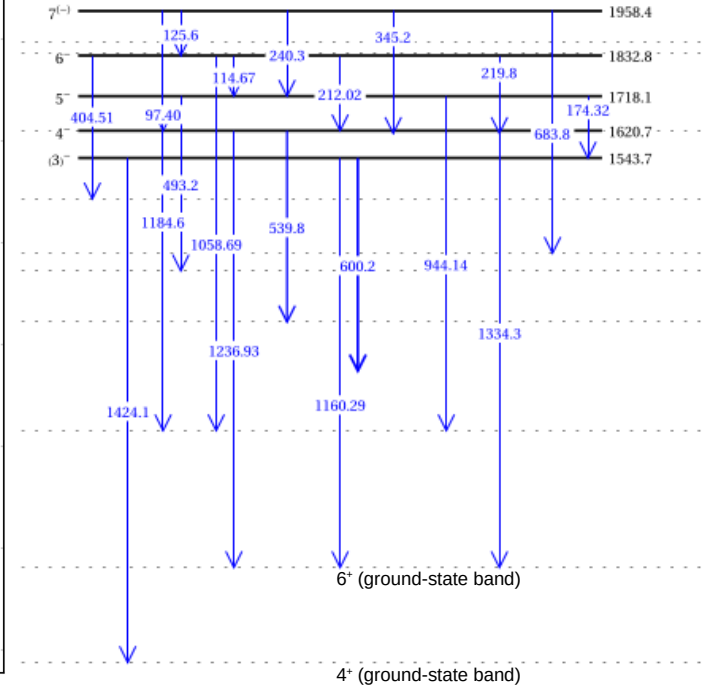 7⁽⁻⁾ 1958.4
125.6 345.2
6⁻ 240.3 1832.8
114.67 219.8
5⁻ 212.02 1718.1
404.51 97.40 174.32
4⁻ 683.8 1620.7
(3)⁻ 1543.7
493.2
1184.6 539.8
1058.69
600.2 944.14
1334.3
1236.93
1424.1 1160.29
6⁺ (ground-state band)
4⁺ (ground-state band)